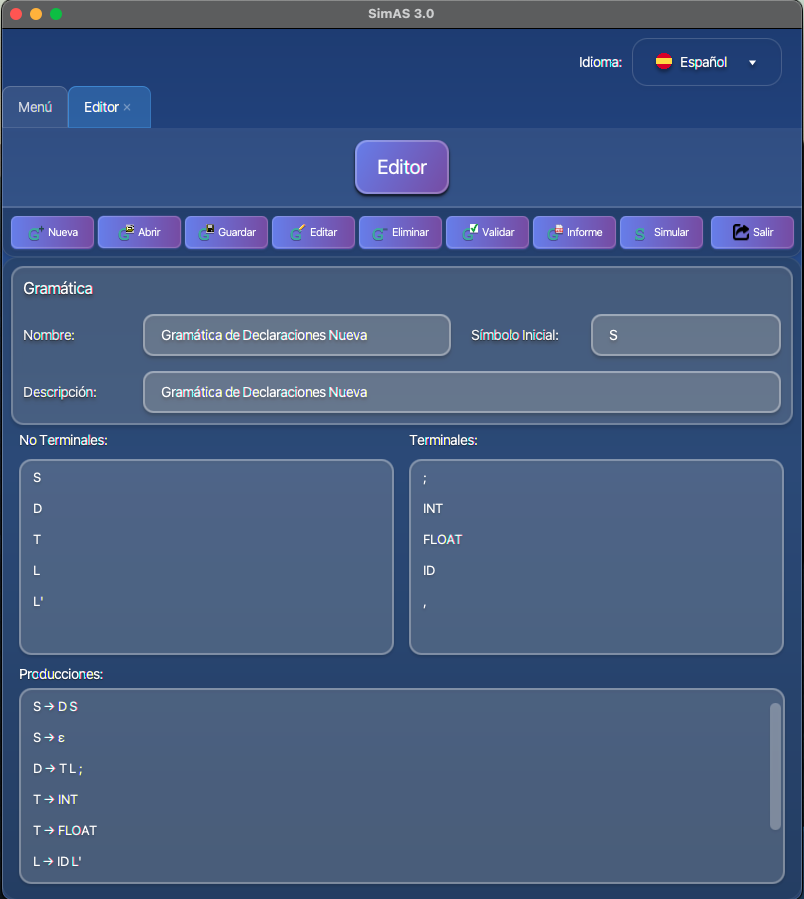 SimAS 3.0
Idioma: Español
Menú Editor ×
Editor
Nueva Abrir Guardar Editar Eliminar Validar Informe Simular Salir
Gramática
Nombre: Gramática de Declaraciones Nueva Símbolo Inicial: S
Descripción: Gramática de Declaraciones Nueva
No Terminales: Terminales:
S ;
D INT
T FLOAT
L ID
L' ,
Producciones:
S → D S
S → ε
D → T L ;
T → INT
T → FLOAT
L → ID L'